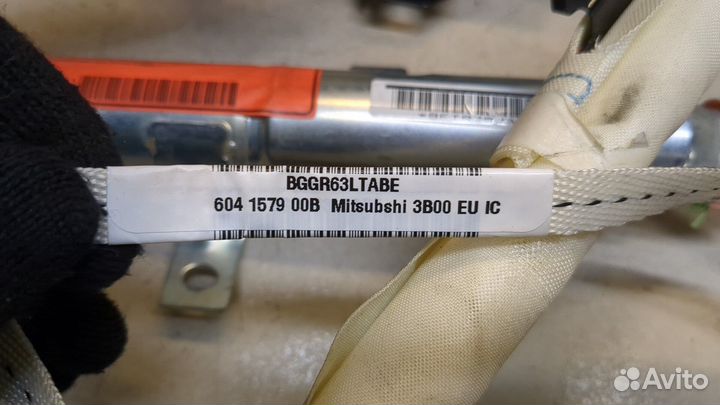 BGGR63LTABE
604 1579 00B Mitsubshi 3B00 EU IC
Avito